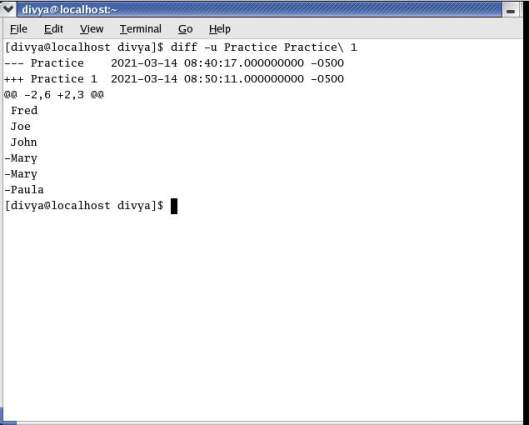 divya@localhost:~
File Edit View Terminal Go Help
[divya@localhost divya]$ diff -u Practice Practice\ 1
--- Practice    2021-03-14 08:40:17.000000000 -0500
+++ Practice 1  2021-03-14 08:50:11.000000000 -0500
@@ -2,6 +2,3 @@
 Fred
 Joe
 John
-Mary
-Mary
-Paula
[divya@localhost divya]$